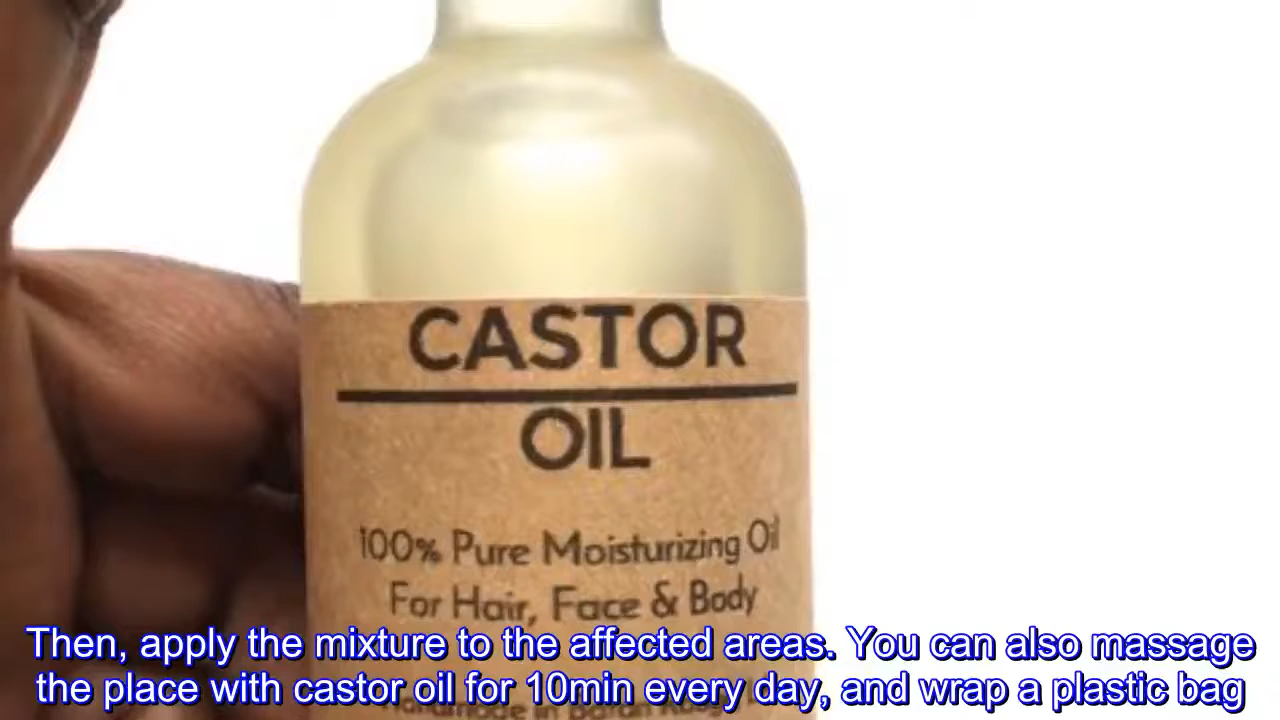 CASTOR
OIL
100% Pure Moisturizing Oil
For Hair, Face & Body
Then, apply the mixture to the affected areas. You can also massage
the place with castor oil for 10min every day, and wrap a plastic bag